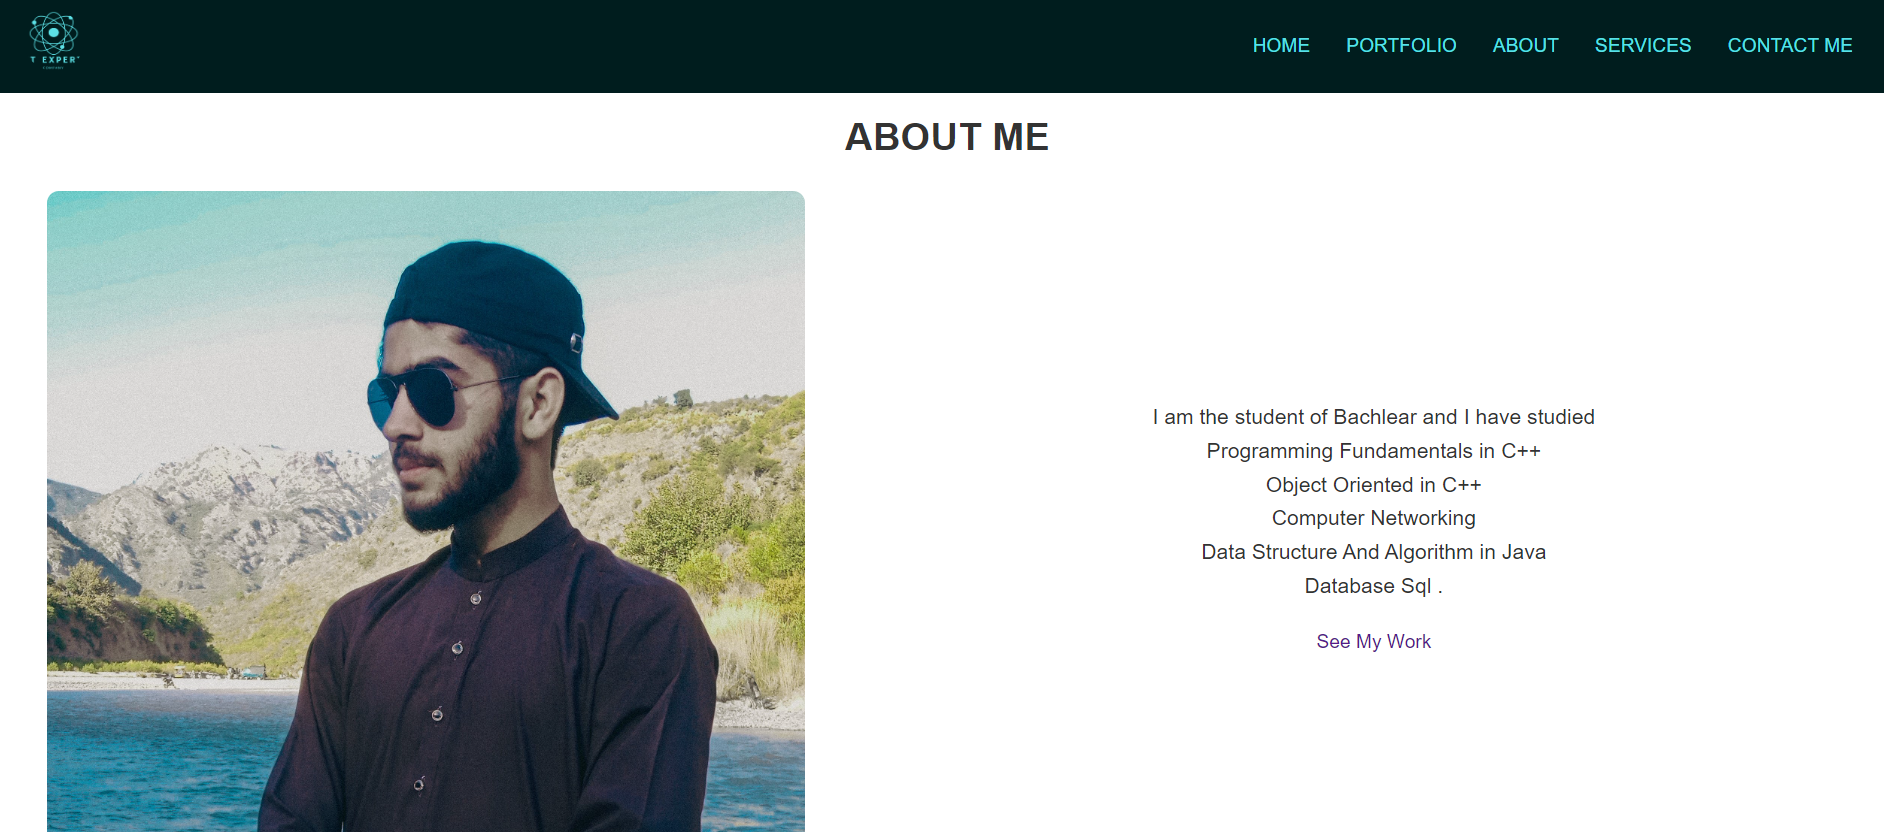 T EXPER
HOME PORTFOLIO ABOUT SERVICES CONTACT ME
ABOUT ME
I am the student of Bachlear and I have studied
Programming Fundamentals in C++
Object Oriented in C++
Computer Networking
Data Structure And Algorithm in Java
Database Sql .
See My Work